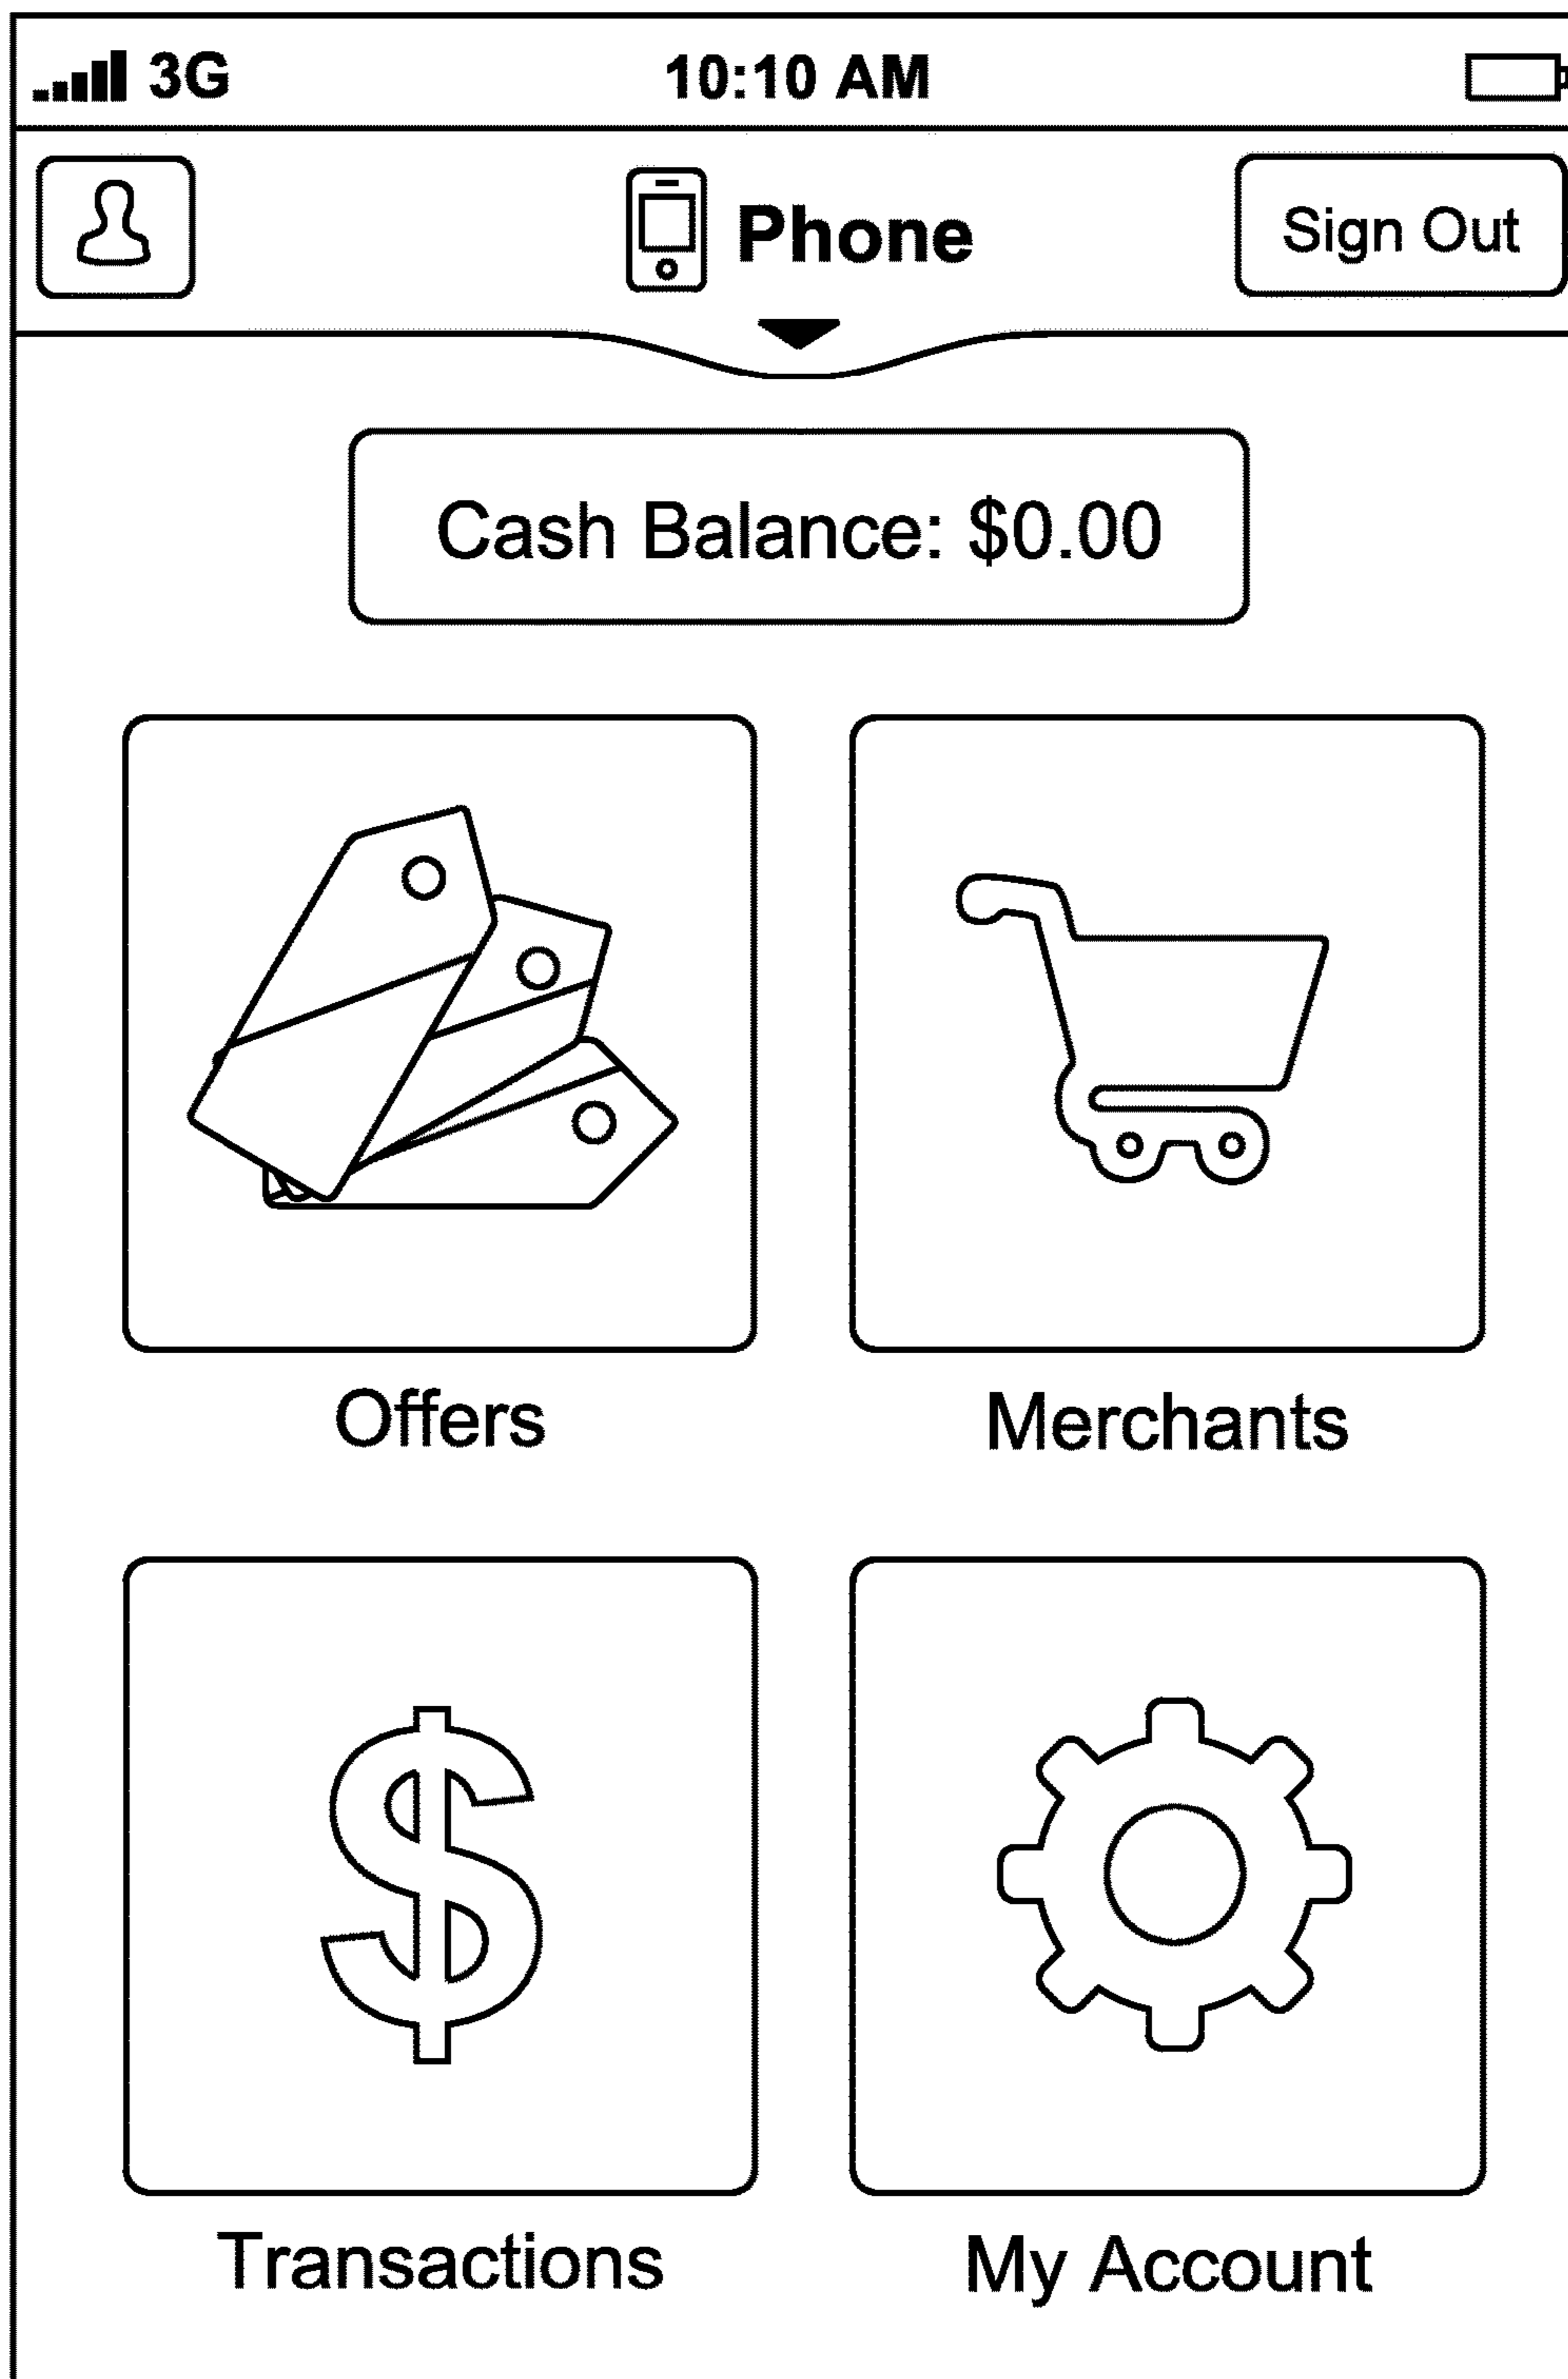 3G 10:10 AM
Phone Sign Out
Cash Balance: $0.00
Offers Merchants
Transactions My Account